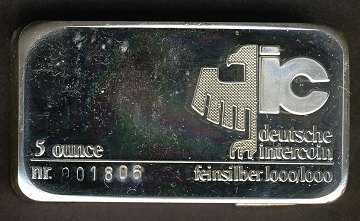 ic
deutsche
intercoin
5 ounce
nr. 001806
feinsilber 1000/1000